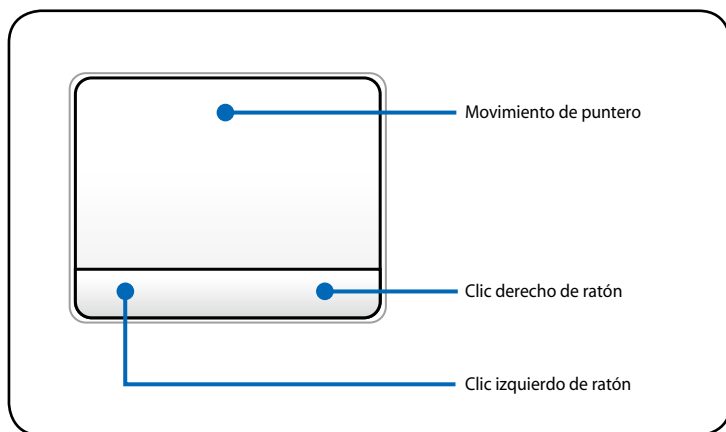 Movimiento de puntero
Clic derecho de ratón
Clic izquierdo de ratón